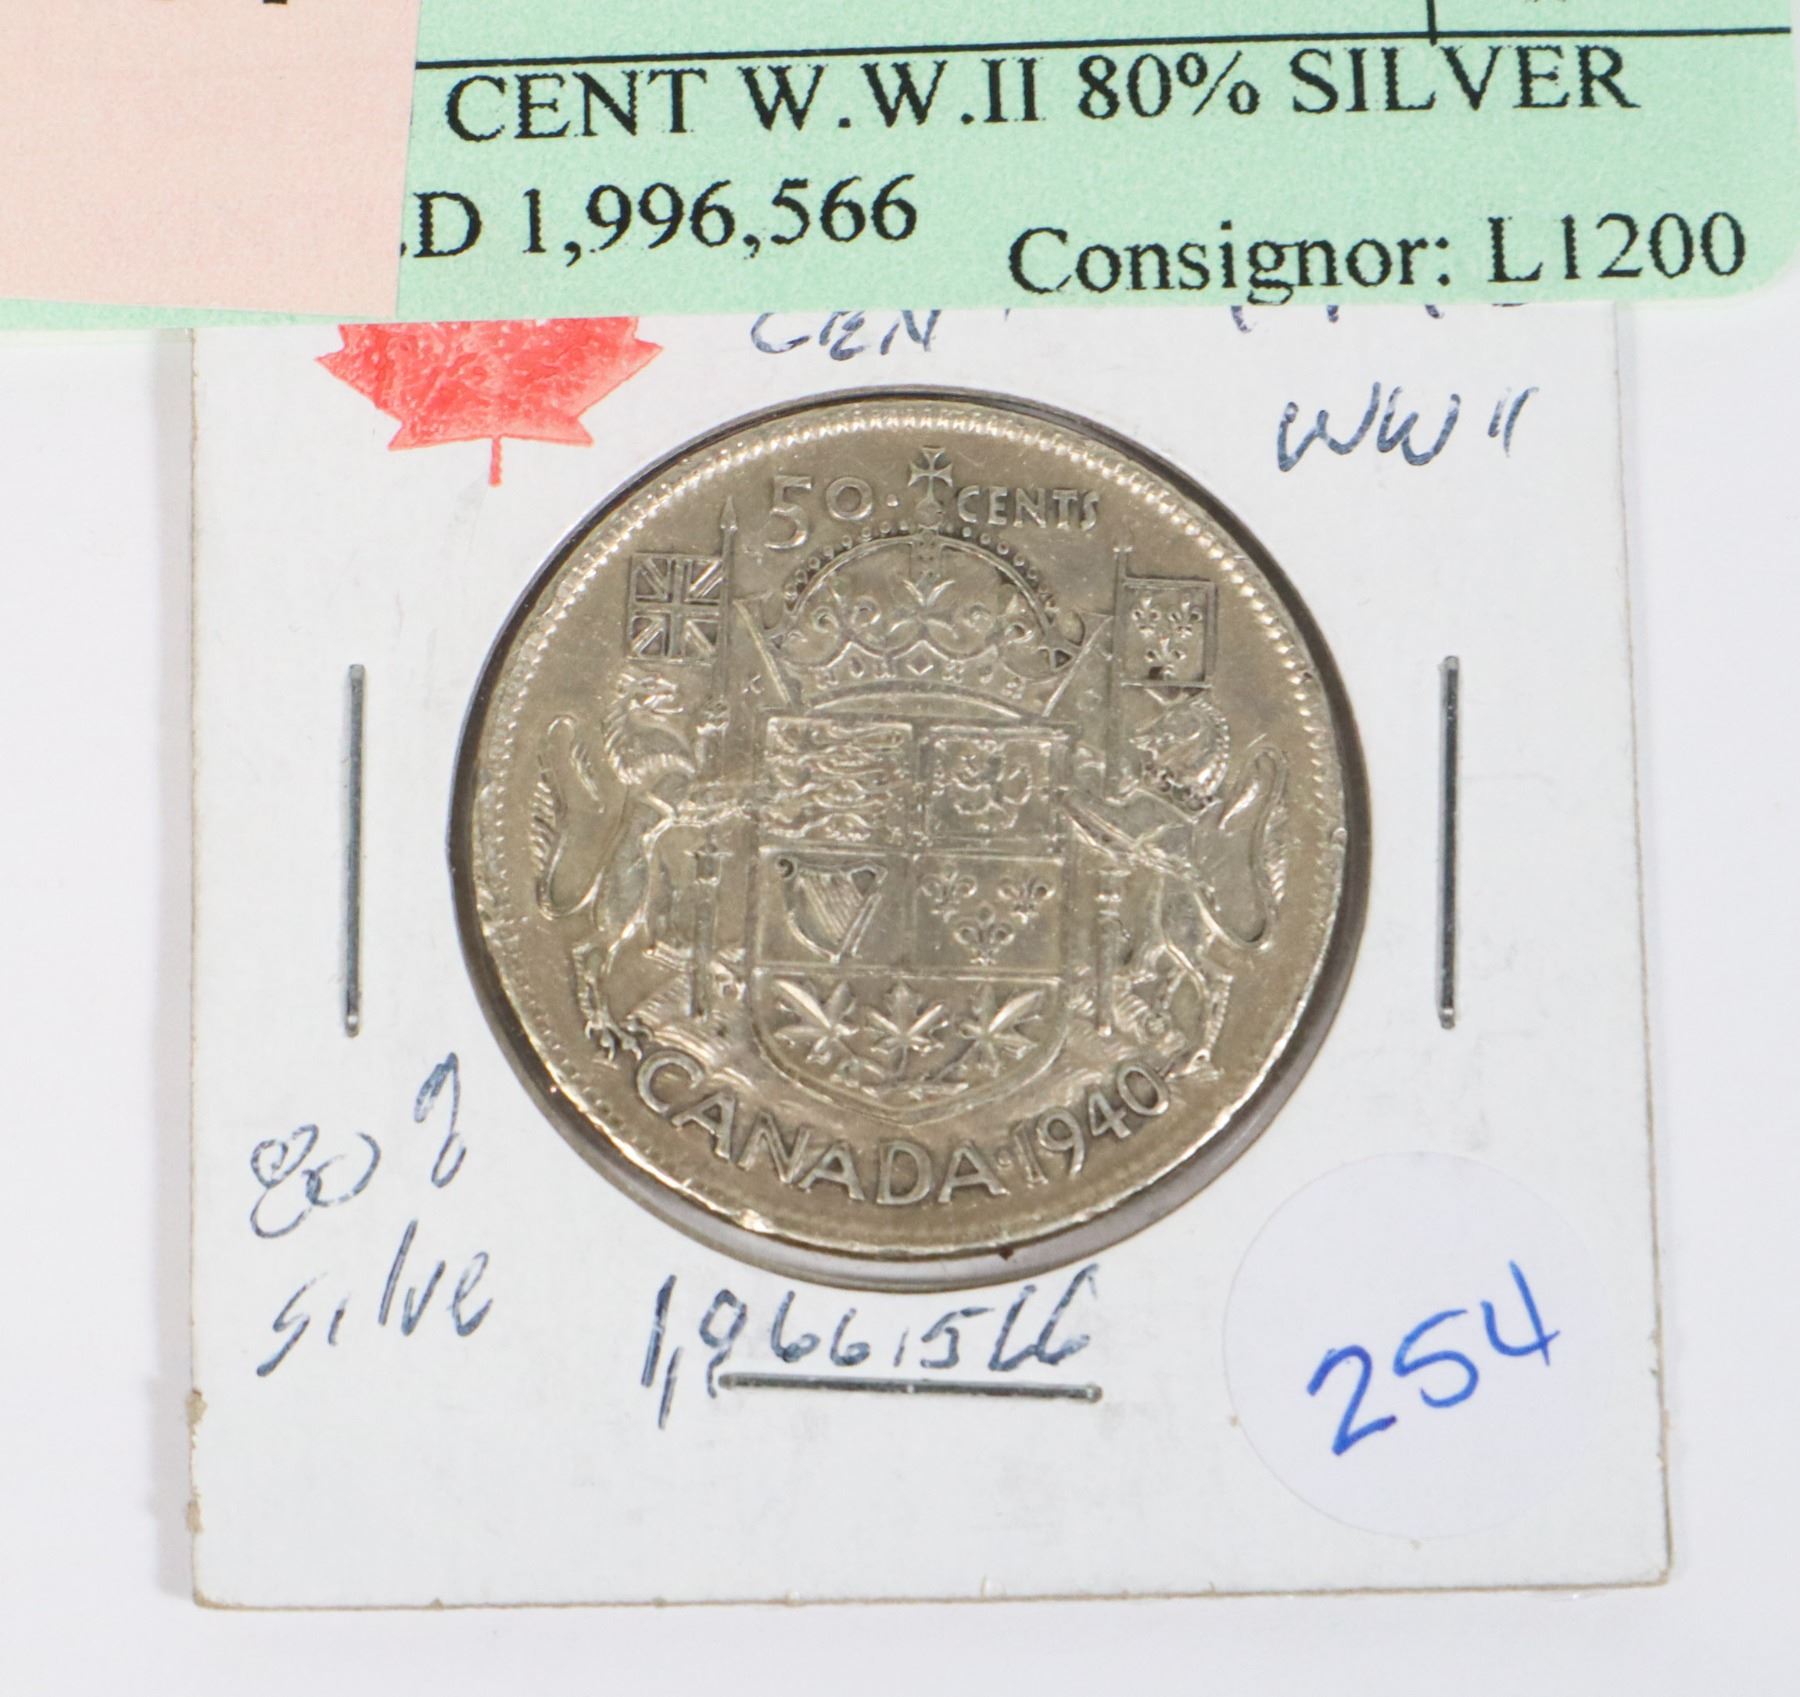 CENT W.W.II 80% SILVER
D 1,996,566
Consignor: L1200
CENT
WW II
50 · CENTS
CANADA · 1940
80%
Silve
1,966,566
254